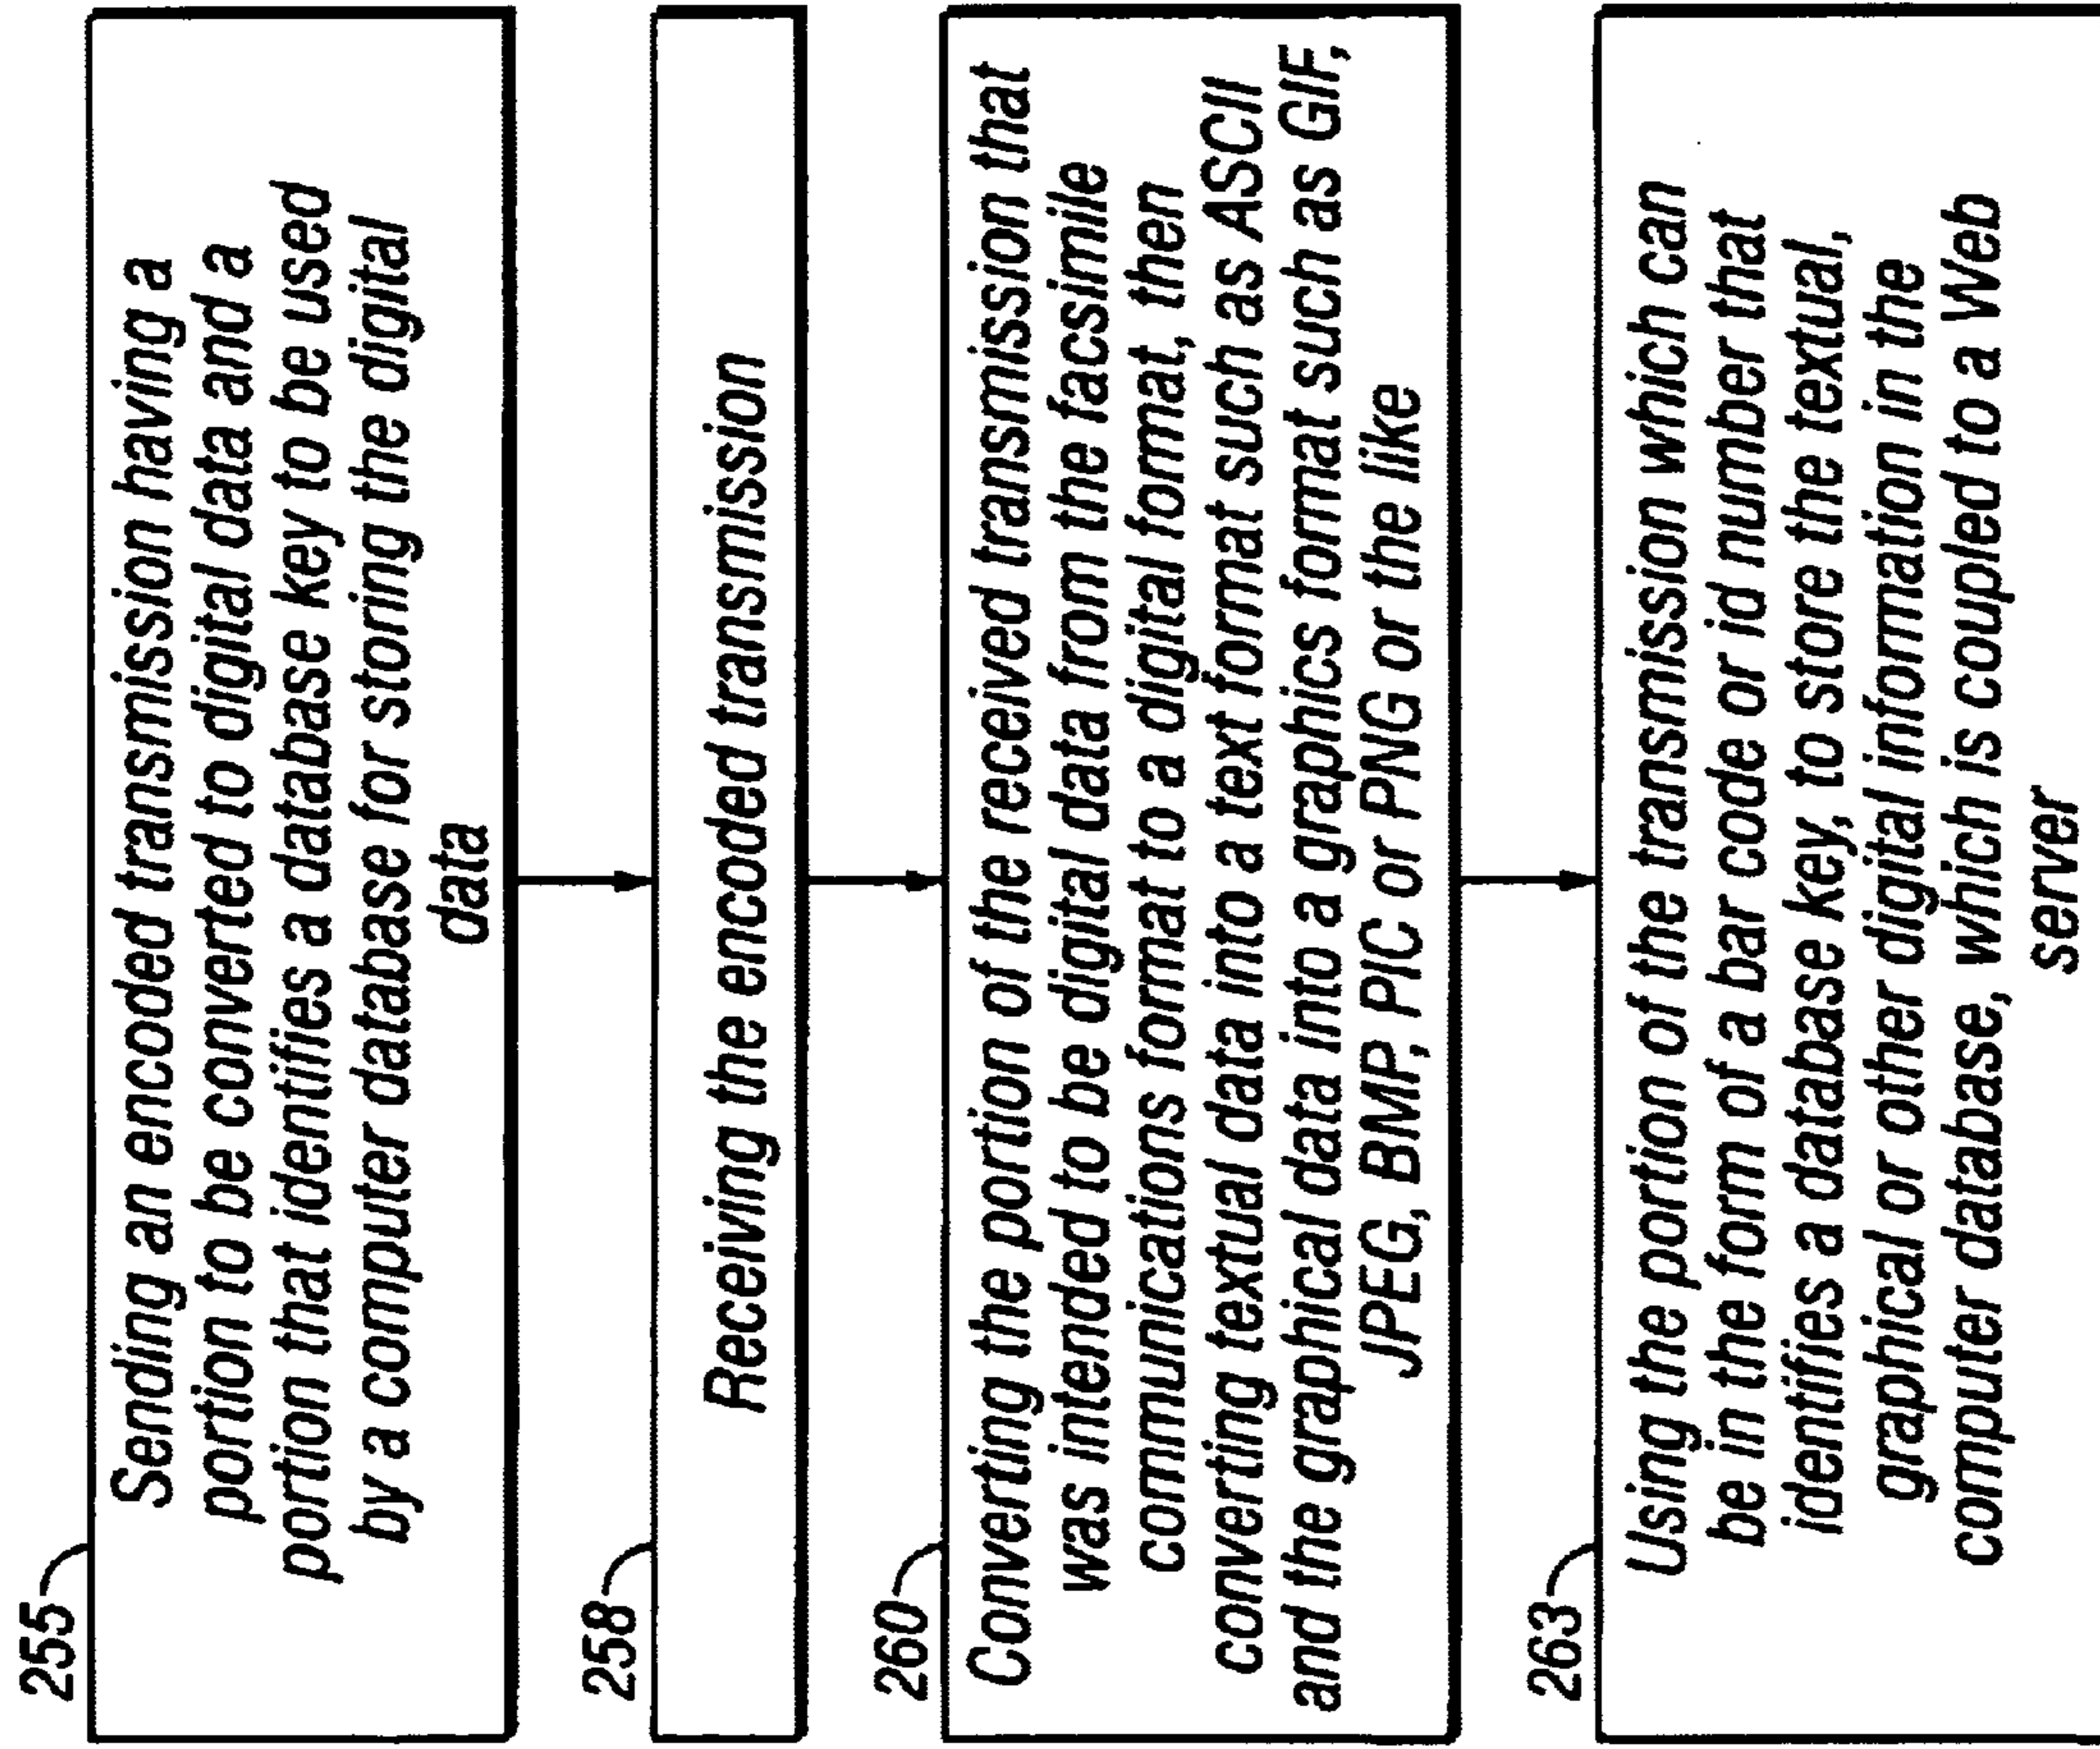 255
Sending an encoded transmission having a
portion to be converted to digital data and a
portion that identifies a database key to be used
by a computer database for storing the digital
data
258
Receiving the encoded transmission
260
Converting the portion of the received transmission that
was intended to be digital data from the facsimile
communications format to a digital format, then
converting textual data into a text format such as ASCII
and the graphical data into a graphics format such as GIF,
JPEG, BMP, PIC or PNG or the like
263
Using the portion of the transmission which can
be in the form of a bar code or id number that
identifies a database key, to store the textual,
graphical or other digital information in the
computer database, which is coupled to a Web
server